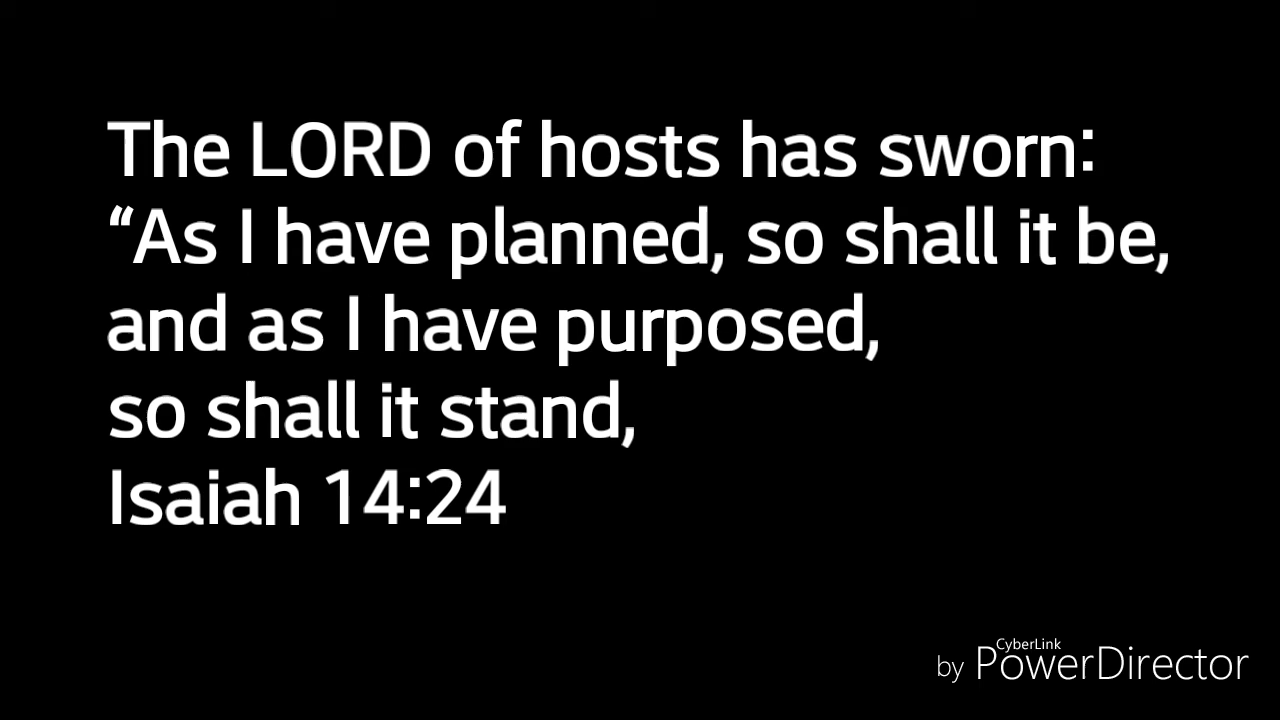 The LORD of hosts has sworn:
“As I have planned, so shall it be,
and as I have purposed,
so shall it stand,
Isaiah 14:24
CyberLink
by PowerDirector